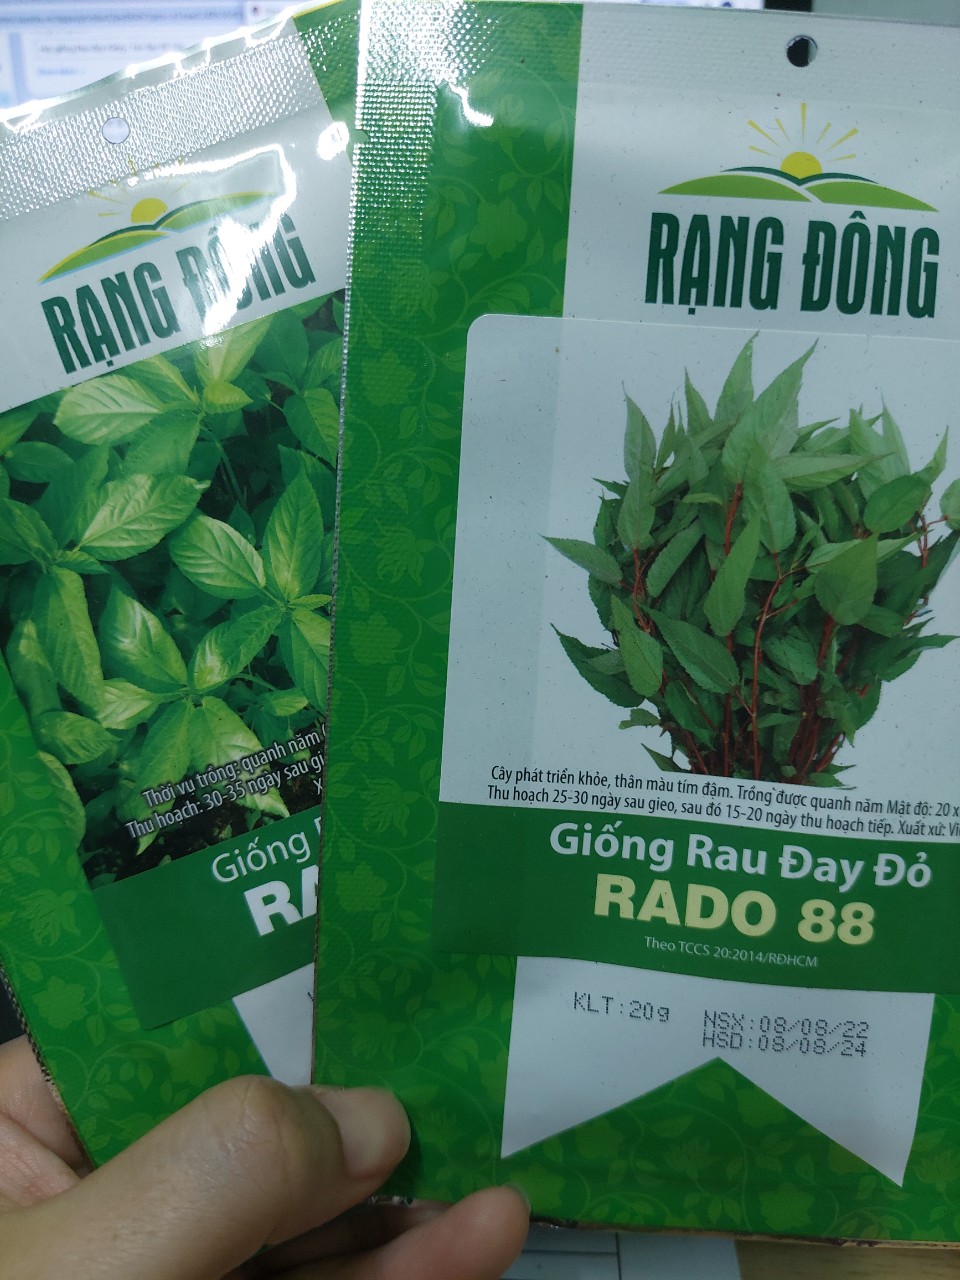 RẠNG ĐÔNG
Thời vụ trồng: quanh năm
Thu hoạch: 30-35 ngày sau gie
Giống
RA
RẠNG ĐÔNG
Cây phát triển khỏe, thân màu tím đậm. Trồng được quanh năm Mật độ: 20 x
Thu hoạch 25-30 ngày sau gieo, sau đó 15-20 ngày thu hoạch tiếp. Xuất xứ: Vi
Giống Rau Đay Đỏ
RADO 88
Theo TCCS 20:2014/RĐHCM
KLT:20g
NSX:08/08/22
HSD:08/08/24